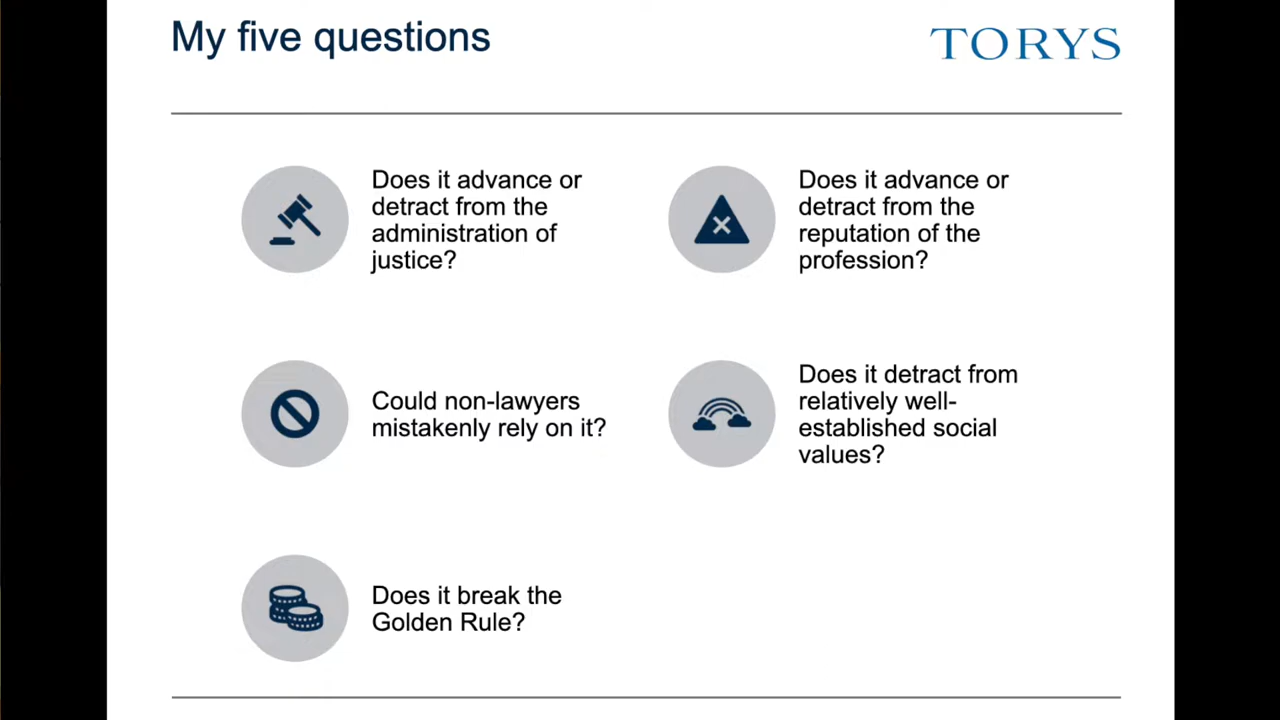 My five questions
TORYS
Does it advance or
detract from the
administration of
justice?
Does it advance or
detract from the
reputation of the
profession?
Could non-lawyers
mistakenly rely on it?
Does it detract from
relatively well-
established social
values?
Does it break the
Golden Rule?